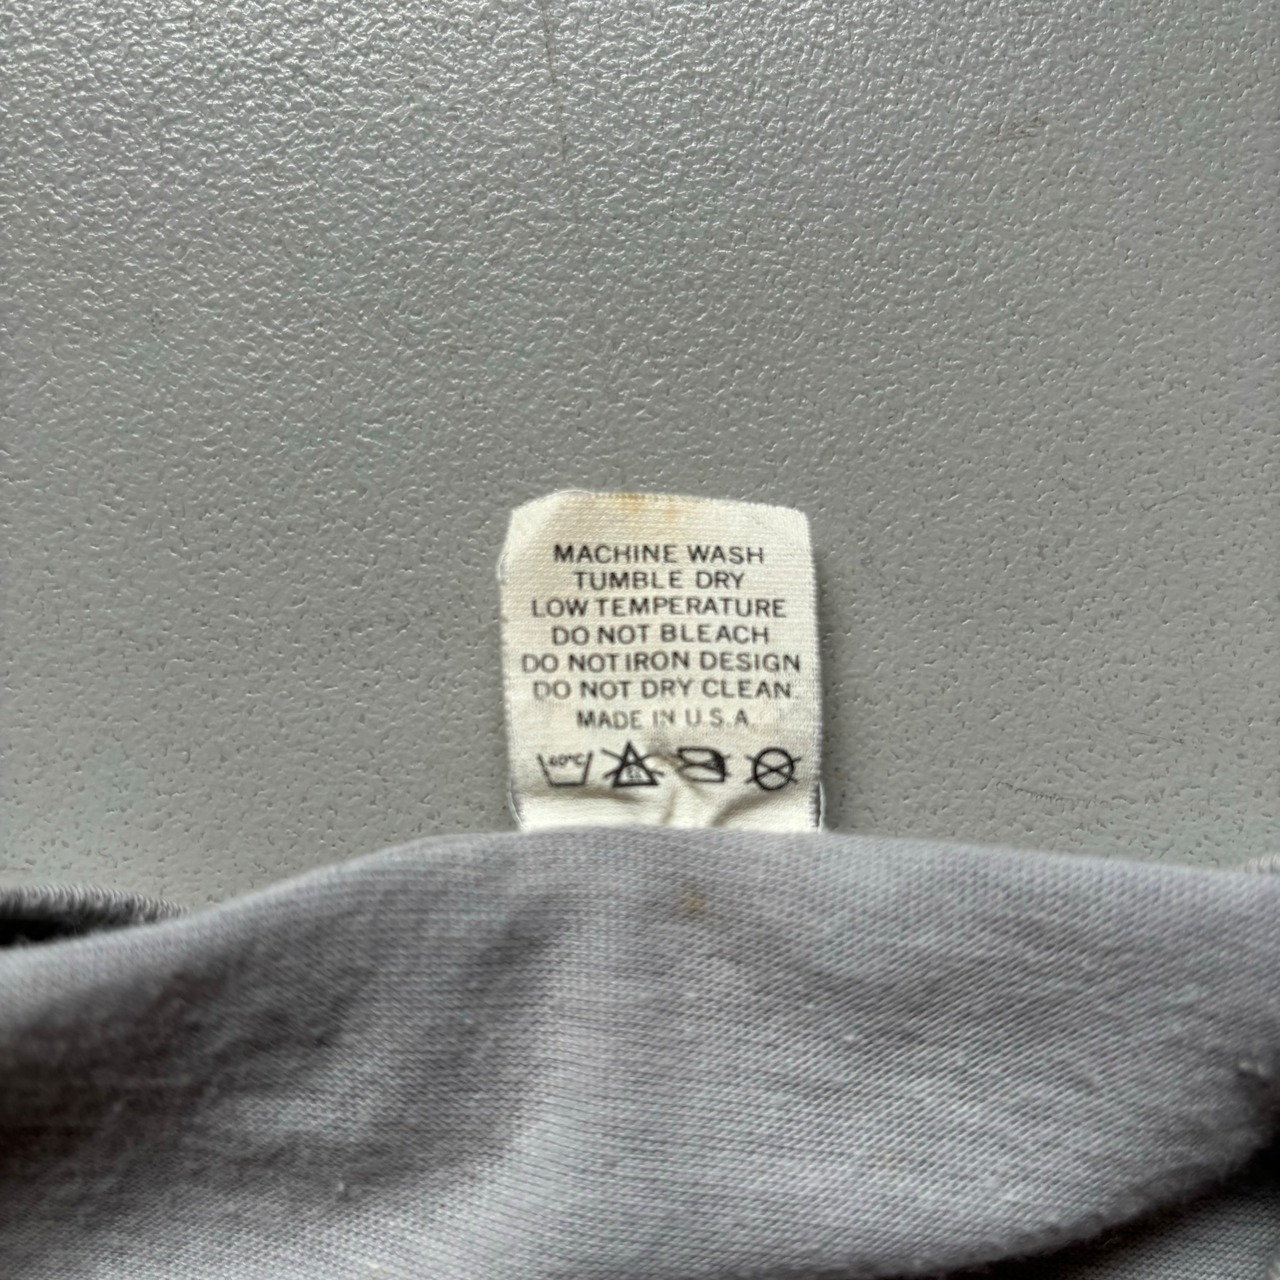 MACHINE WASH
TUMBLE DRY
LOW TEMPERATURE
DO NOT BLEACH
DO NOT IRON DESIGN
DO NOT DRY CLEAN
MADE IN U.S.A.
60°C